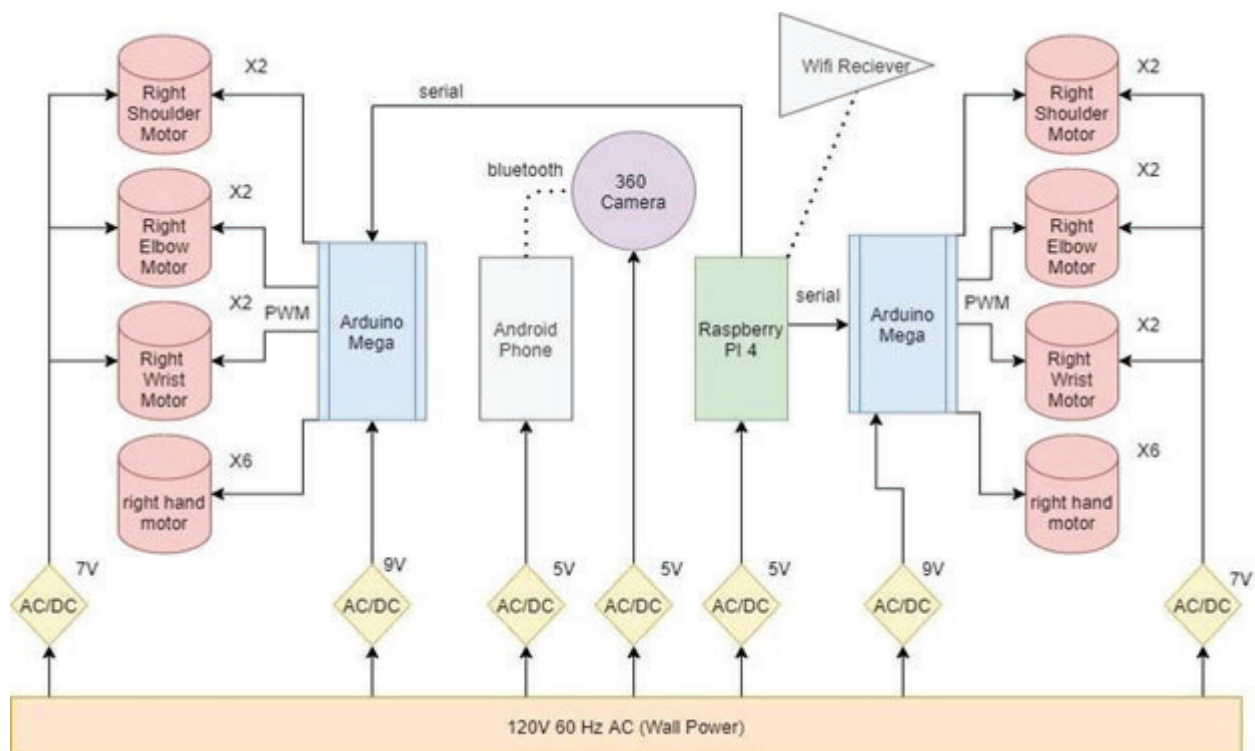 Wifi Reciever
X2
Right
Shoulder
Motor
serial
X2
Right
Shoulder
Motor
bluetooth
360
Camera
X2
Right
Elbow
Motor
X2
Right
Elbow
Motor
X2
PWM
Right
Wrist
Motor
Arduino
Mega
Android
Phone
Raspberry
PI 4
serial
Arduino
Mega
PWM
X2
Right
Wrist
Motor
X6
right hand
motor
X6
right hand
motor
7V
AC/DC
9V
AC/DC
5V
AC/DC
5V
AC/DC
5V
AC/DC
9V
AC/DC
7V
AC/DC
120V 60 Hz AC (Wall Power)